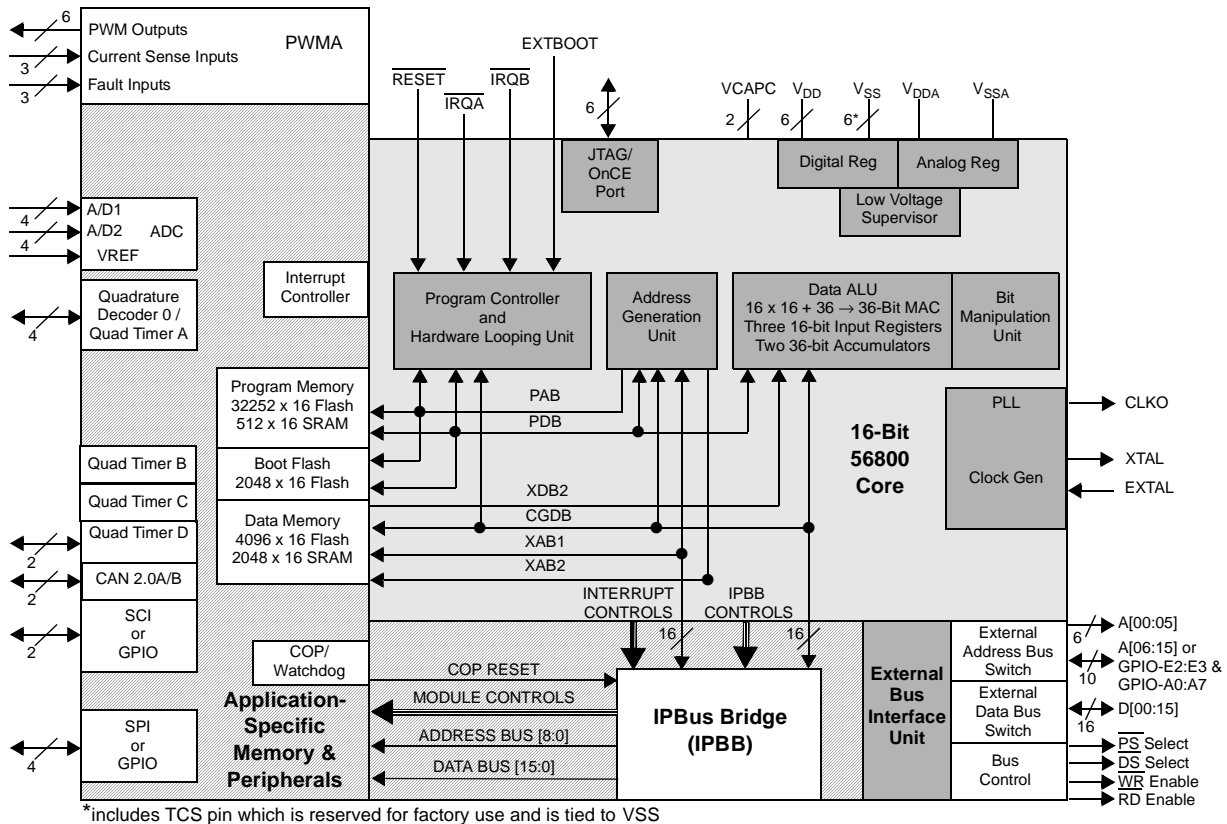 6
PWM Outputs
PWMA
Current Sense Inputs
3
Fault Inputs
3
RESET
IRQA
IRQB
EXTBOOT
6
VCAPC
2
VDD
6
VSS
6*
VDDA
VSSA
JTAG/
OnCE
Port
Digital Reg
Analog Reg
Low Voltage
Supervisor
A/D1
4
A/D2
ADC
4
VREF
Interrupt
Controller
Quadrature
Decoder 0 /
Quad Timer A
4
Program Controller
and
Hardware Looping Unit
Address
Generation
Unit
Data ALU
16 x 16 + 36 → 36-Bit MAC
Three 16-bit Input Registers
Two 36-bit Accumulators
Bit
Manipulation
Unit
Program Memory
32252 x 16 Flash
512 x 16 SRAM
PAB
PDB
PLL
Clock Gen
CLKO
XTAL
EXTAL
16-Bit
56800
Core
Quad Timer B
Boot Flash
2048 x 16 Flash
Quad Timer C
XDB2
CGDB
XAB1
XAB2
Data Memory
4096 x 16 Flash
2048 x 16 SRAM
Quad Timer D
2
CAN 2.0A/B
2
SCI
or
GPIO
2
INTERRUPT
CONTROLS
16
IPBB
CONTROLS
16
COP/
Watchdog
COP RESET
MODULE CONTROLS
ADDRESS BUS [8:0]
DATA BUS [15:0]
Application-
Specific
Memory &
Peripherals
SPI
or
GPIO
4
IPBus Bridge
(IPBB)
External
Bus
Interface
Unit
External
Address Bus
Switch
External
Data Bus
Switch
Bus
Control
6
A[00:05]
A[06:15] or
GPIO-E2:E3 &
GPIO-A0:A7
10
D[00:15]
16
PS Select
DS Select
WR Enable
RD Enable
*includes TCS pin which is reserved for factory use and is tied to VSS